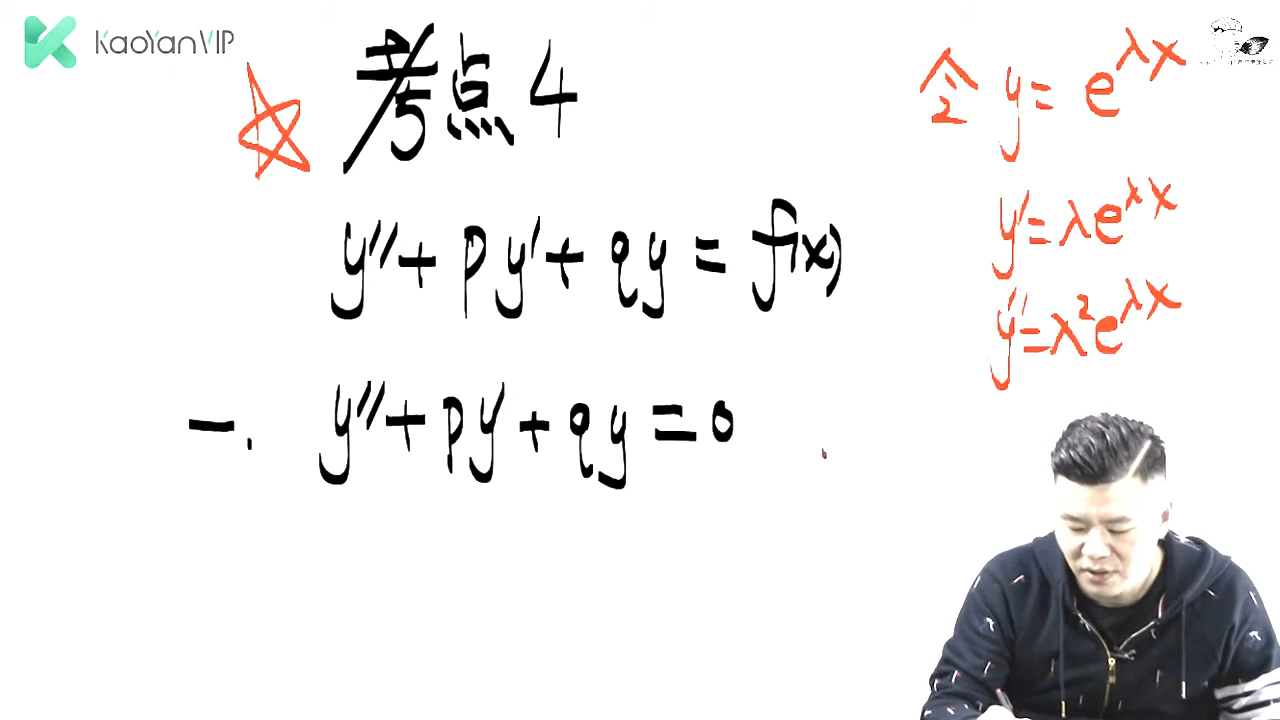 KaoYanVIP
考点4
y''+py'+qy=f(x)
一. y''+py'+qy=0
令 y=e^{λx}
y'=λe^{λx}
y''=λ²e^{λx}